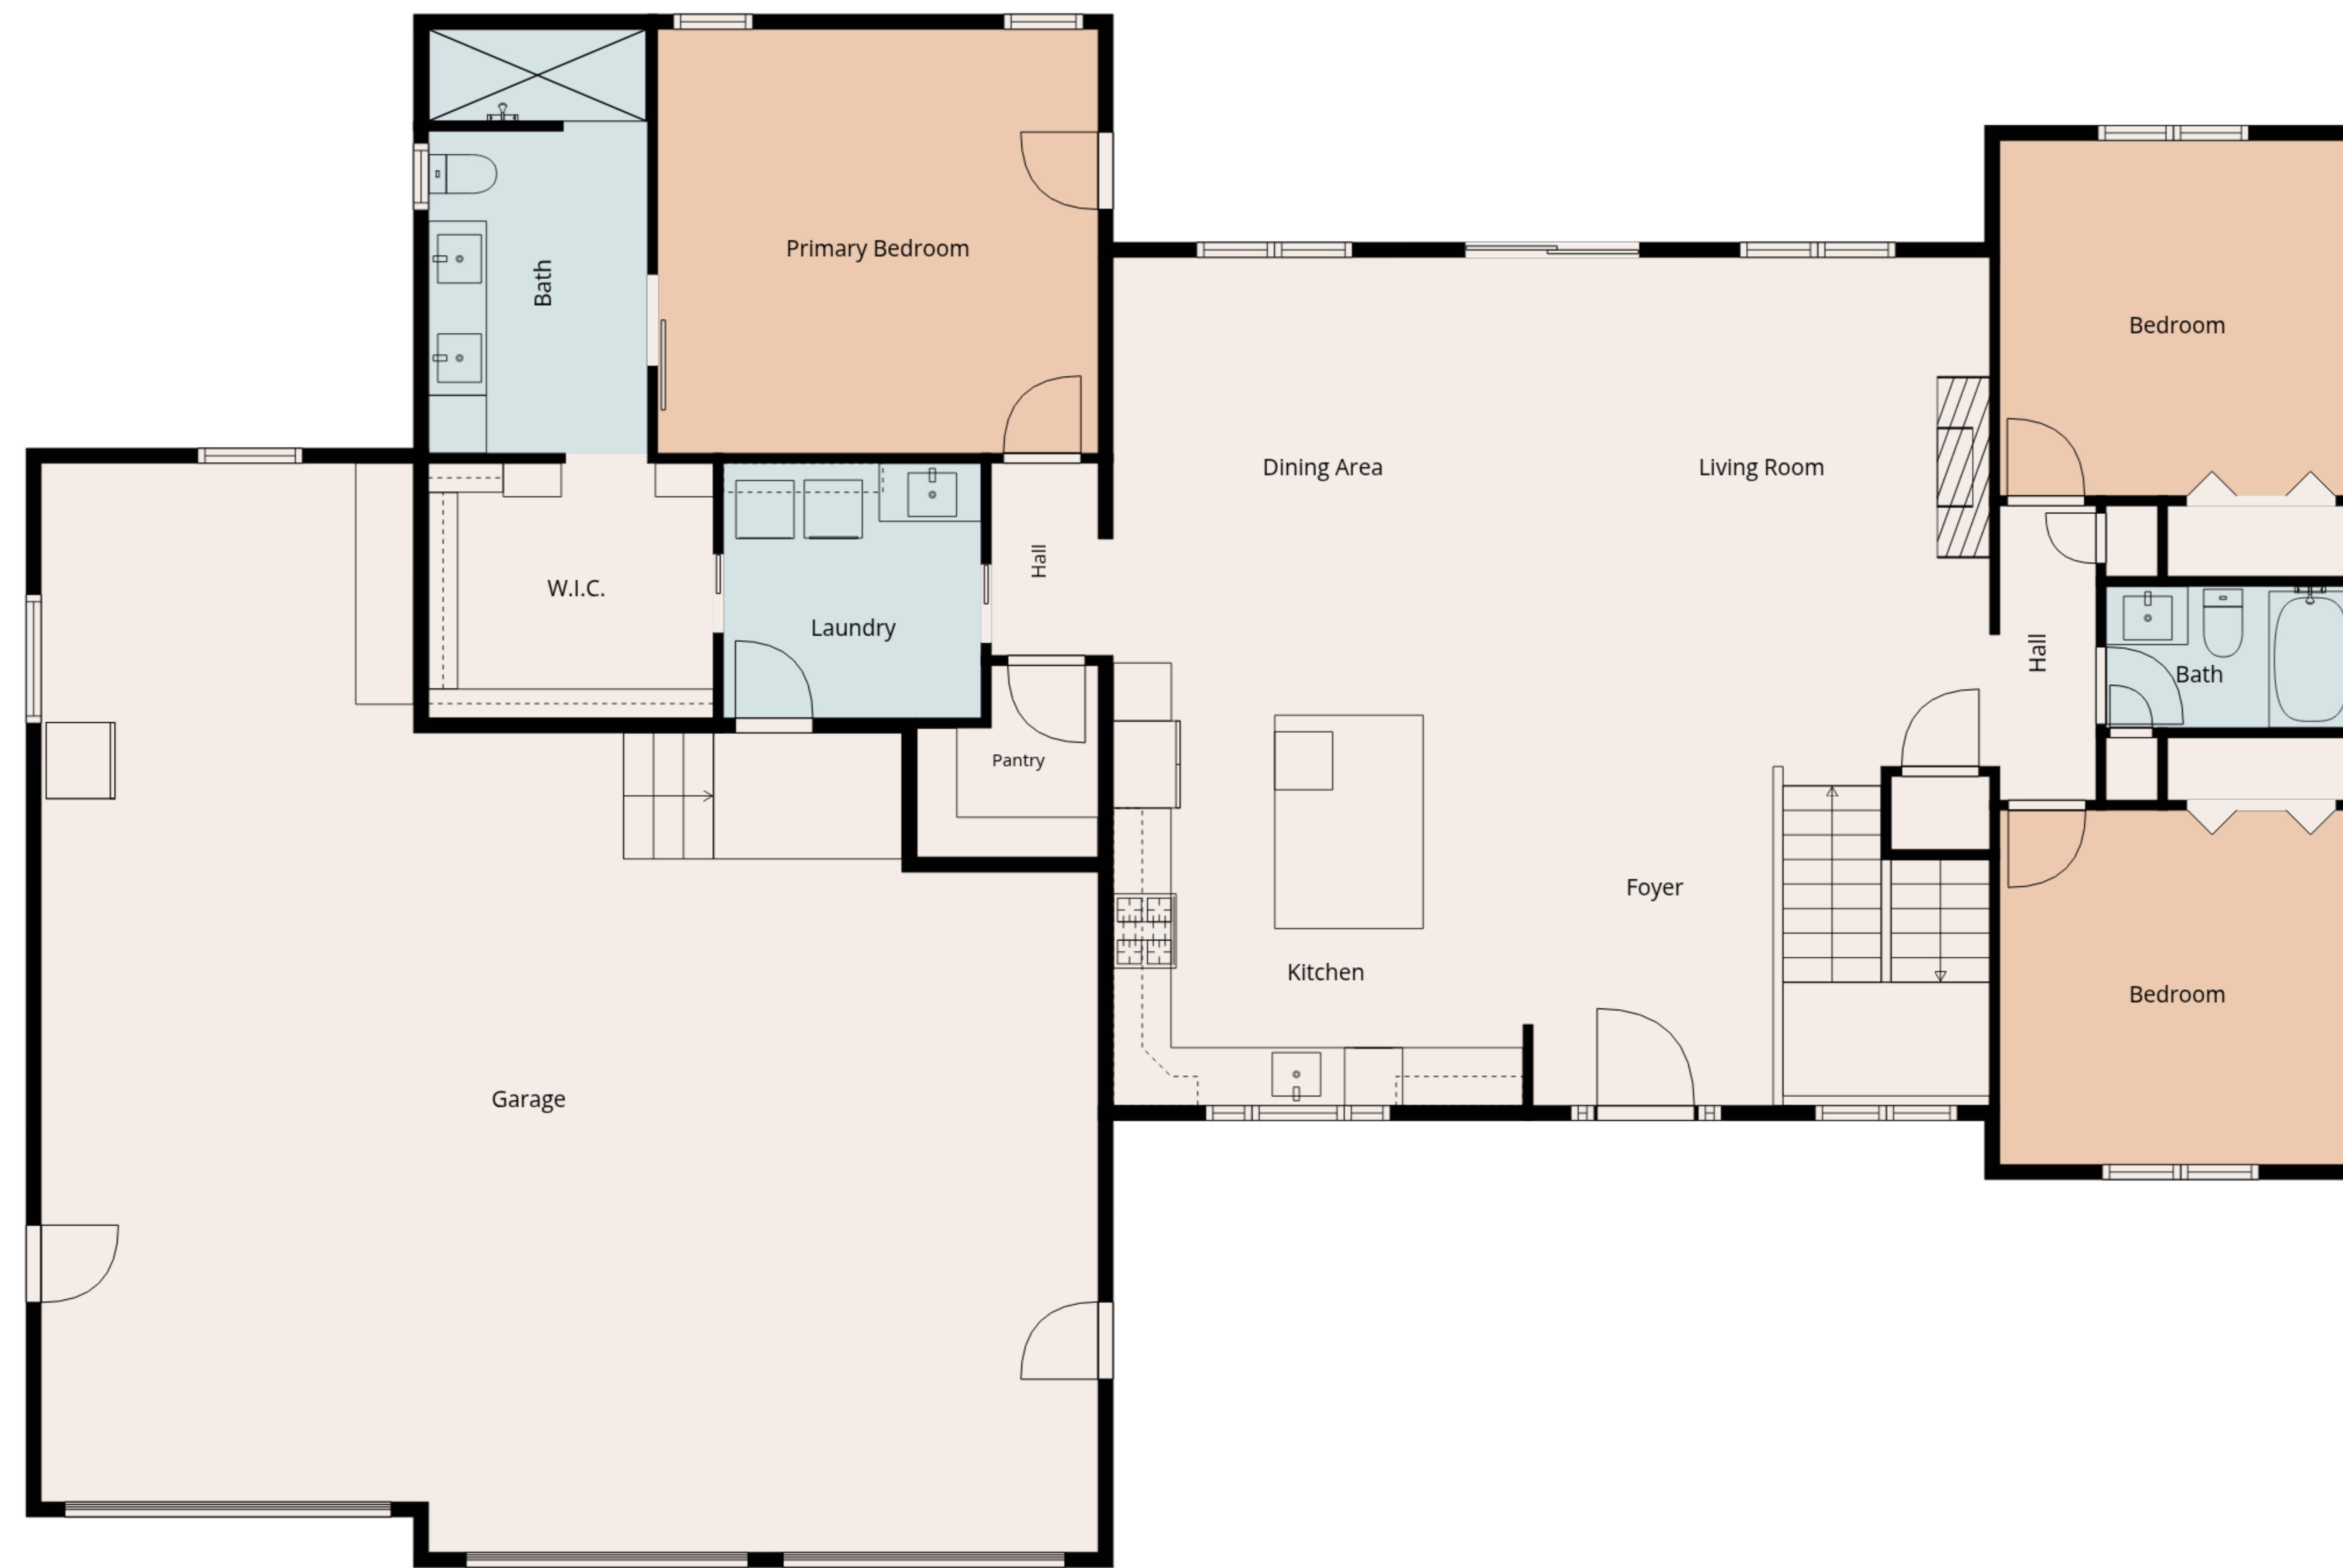 Primary Bedroom
Bath
Bedroom
Dining Area
Living Room
Hall
W.I.C.
Laundry
Hall
Bath
Pantry
Foyer
Kitchen
Bedroom
Garage